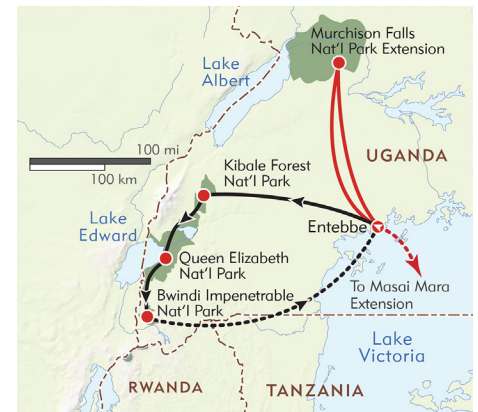 Murchison Falls
Nat'l Park Extension
Lake
Albert
UGANDA
100 mi
100 km
Kibale Forest
Nat'l Park
Lake
Edward
Entebbe
Queen Elizabeth
Nat'l Park
To Masai Mara
Extension
Bwindi Impenetrable
Nat'l Park
Lake
Victoria
RWANDA
TANZANIA